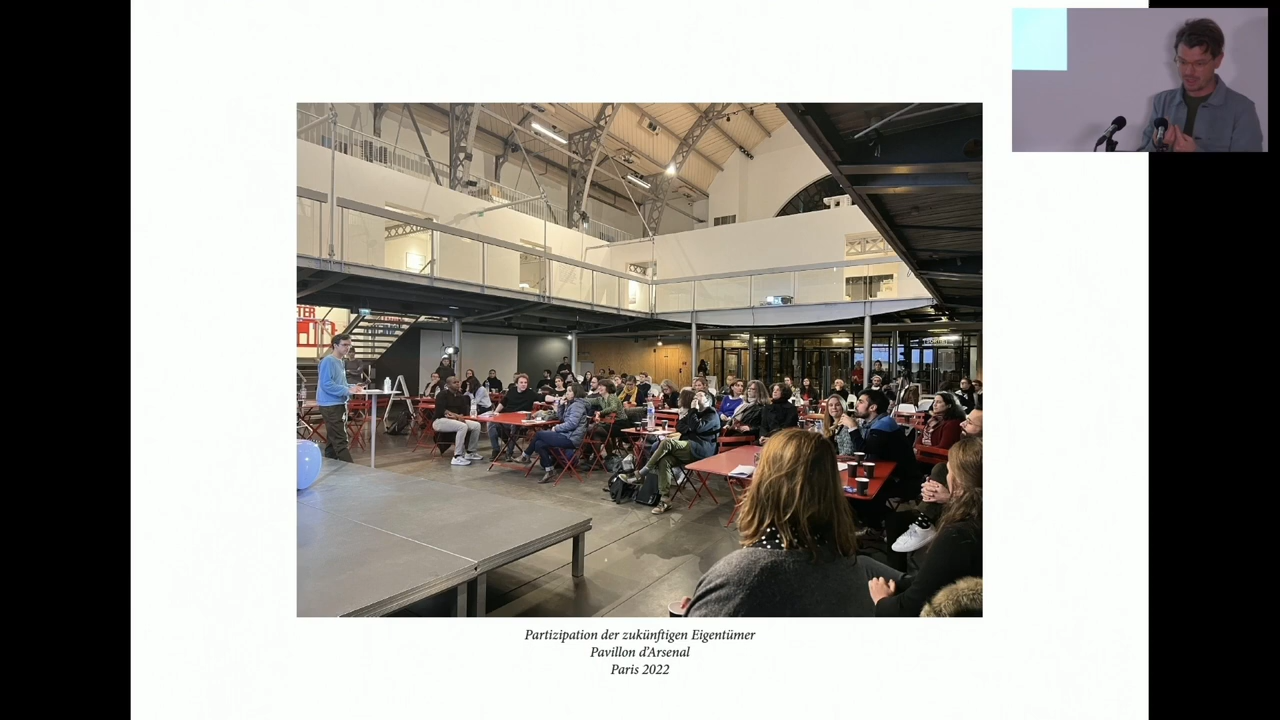 Partizipation der zukünftigen Eigentümer
Pavillon d'Arsenal
Paris 2022